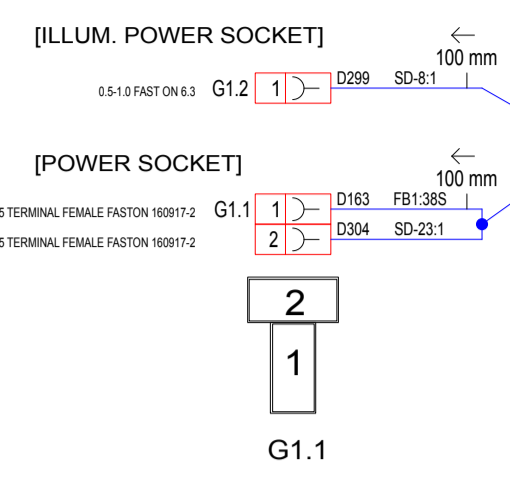 [ILLUM. POWER SOCKET]
100 mm
0.5-1.0 FAST ON 6.3 G1.2 1 D299 SD-8:1
[POWER SOCKET]
100 mm
5 TERMINAL FEMALE FASTON 160917-2 G1.1 1 D163 FB1:38S
5 TERMINAL FEMALE FASTON 160917-2 2 D304 SD-23:1
2
1
G1.1